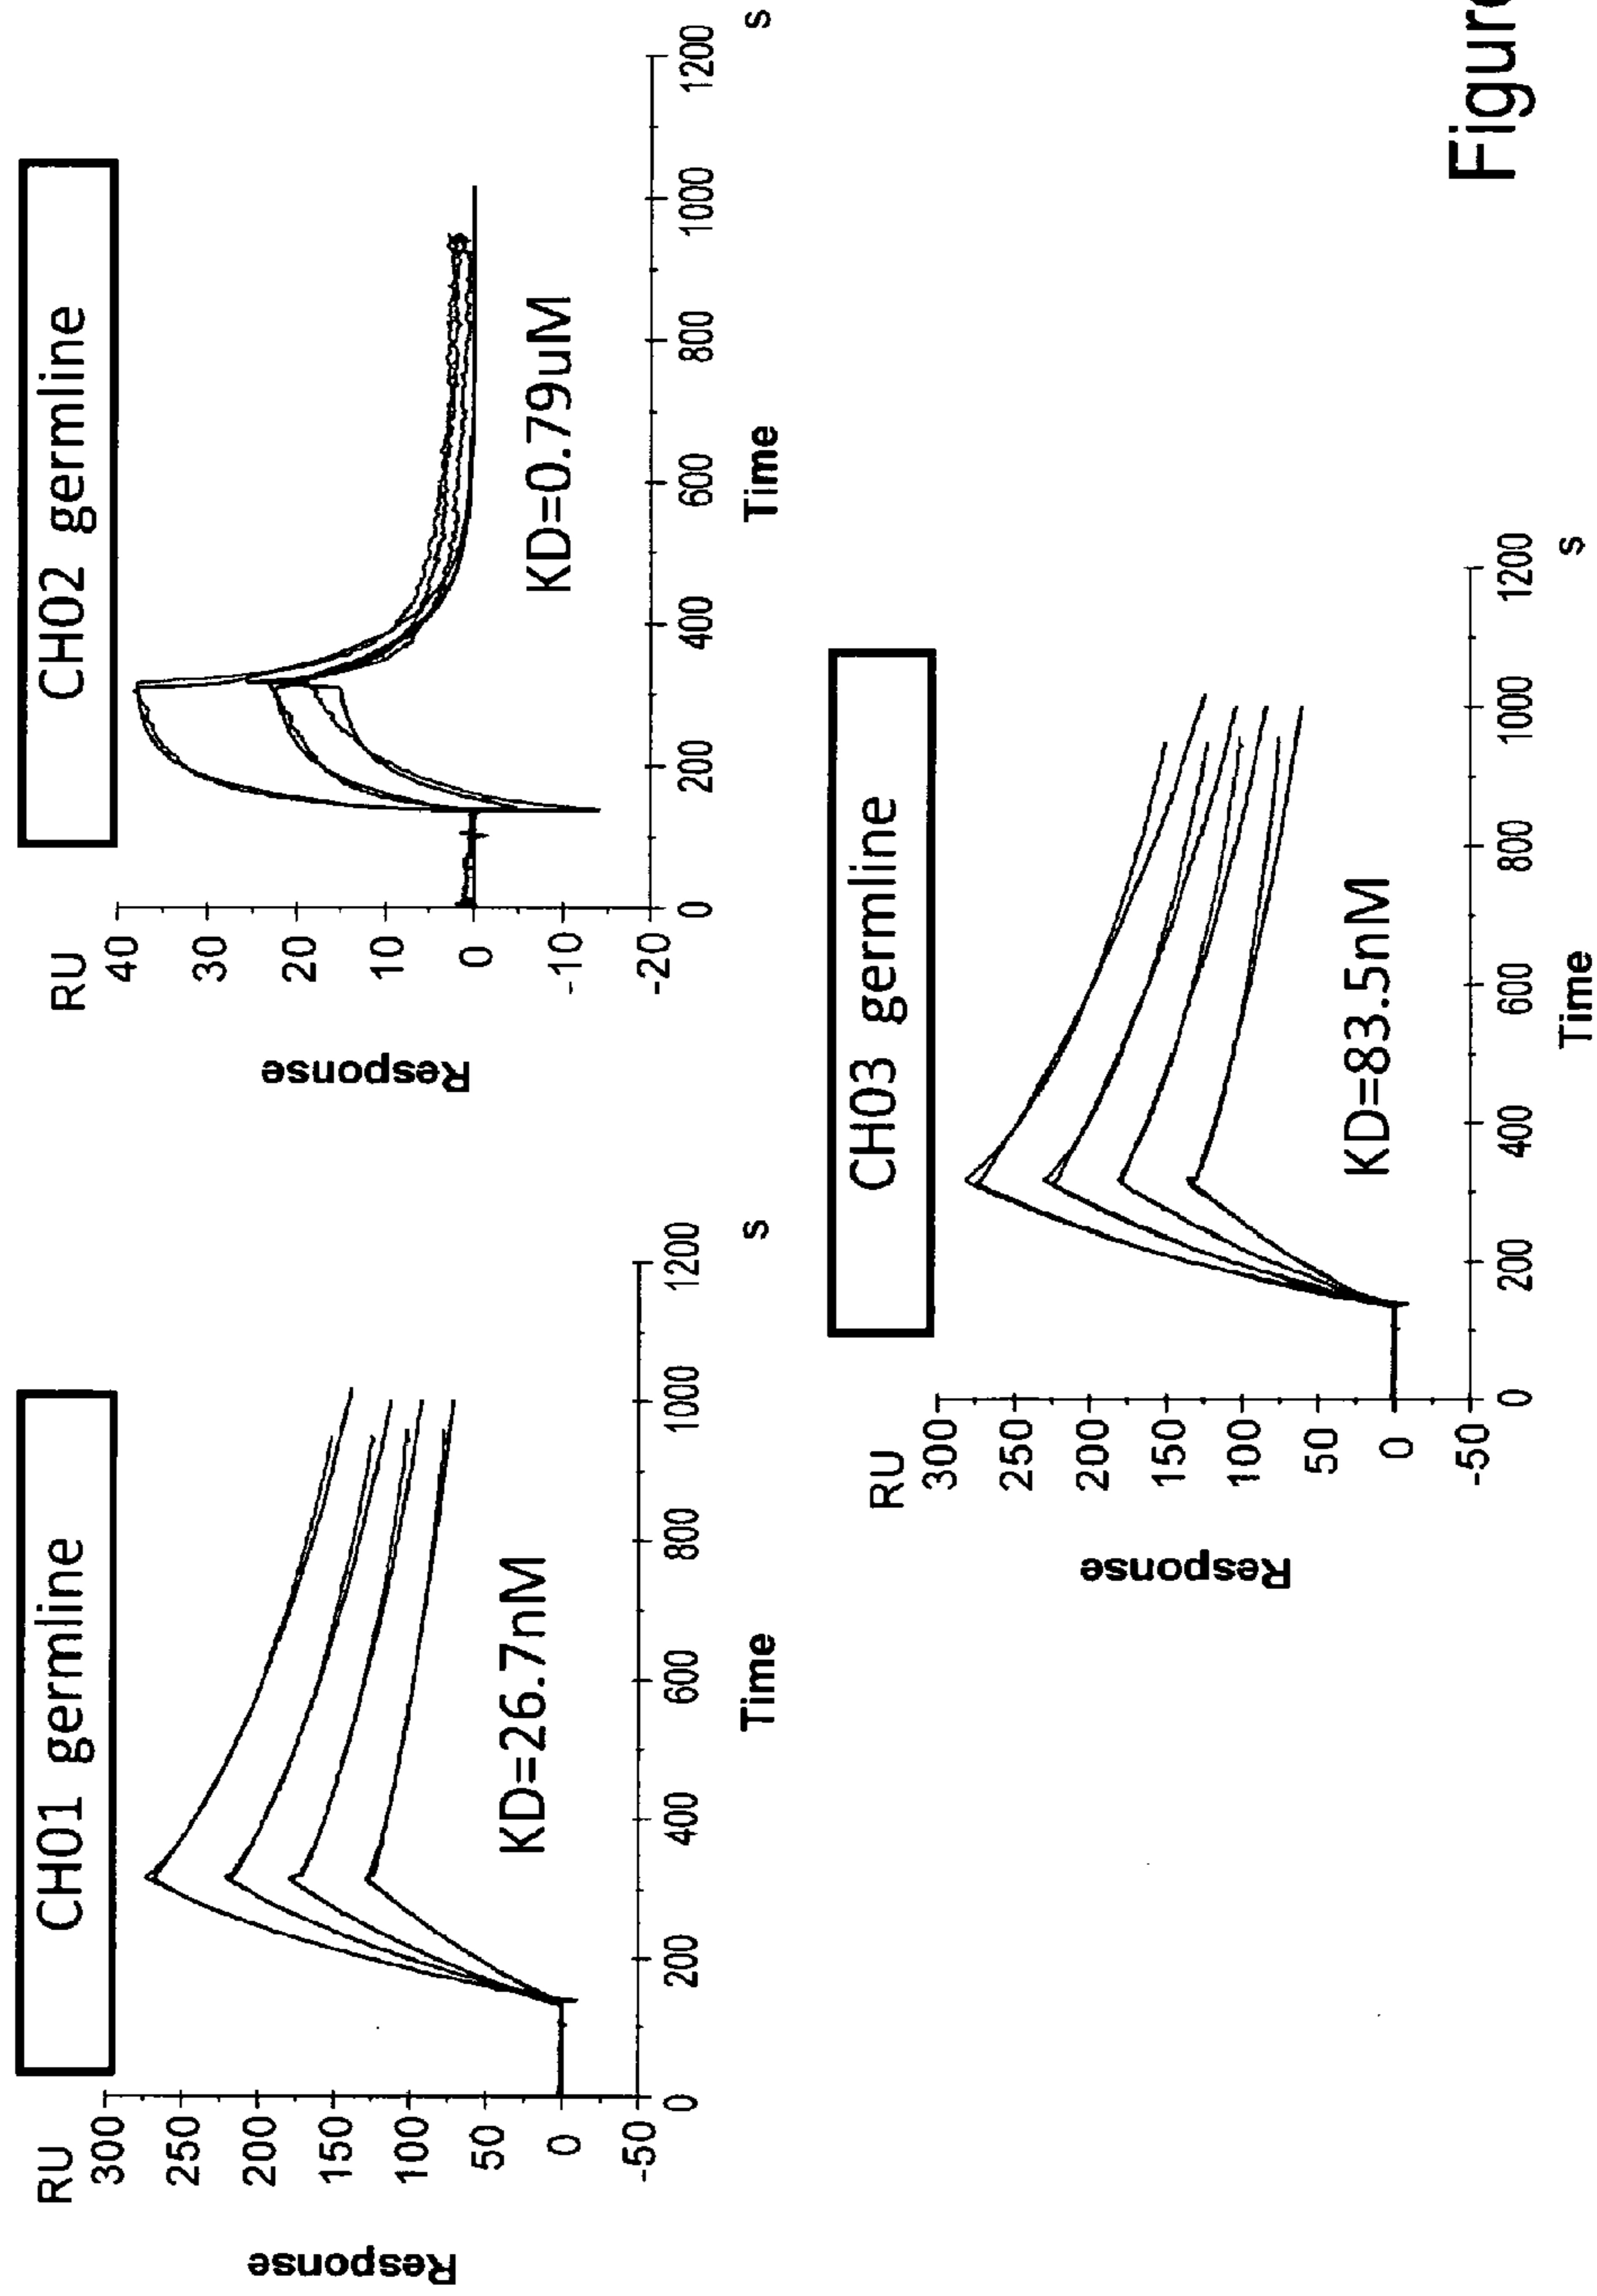 CH01 germline
RU
300
250
200
150
100
50
0
-50
Response
KD=26.7nM
0
200
400
600
800
1000
1200
s
Time
CH02 germline
RU
40
30
20
10
0
-10
-20
Response
KD=0.79uM
0
200
400
600
800
1000
1200
s
Time
CH03 germline
RU
300
250
200
150
100
50
0
-50
Response
KD=83.5nM
0
200
400
600
800
1000
1200
s
Time